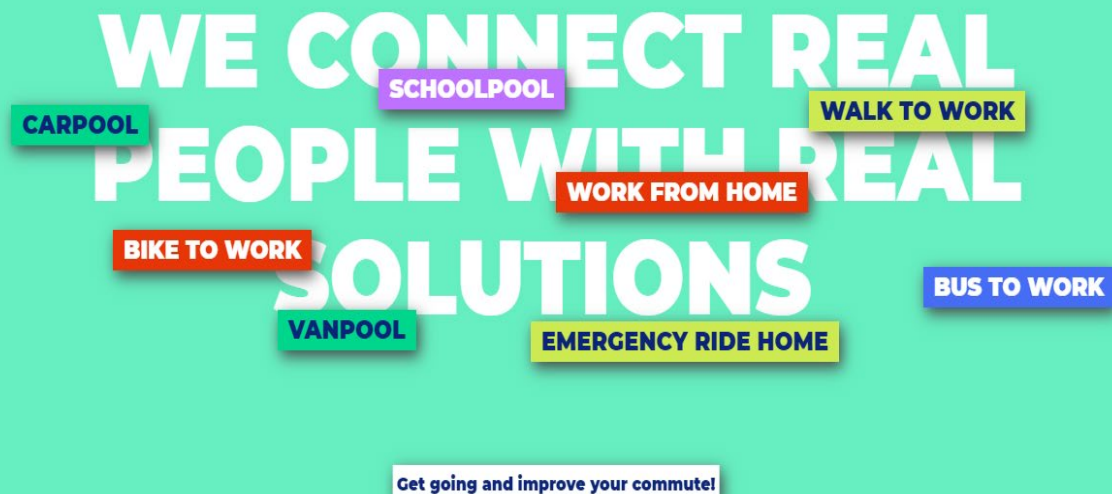 WE CONNECT REAL
SCHOOLPOOL
WALK TO WORK
CARPOOL
PEOPLE WITH REAL
WORK FROM HOME
BIKE TO WORK
SOLUTIONS
BUS TO WORK
VANPOOL
EMERGENCY RIDE HOME
Get going and improve your commute!